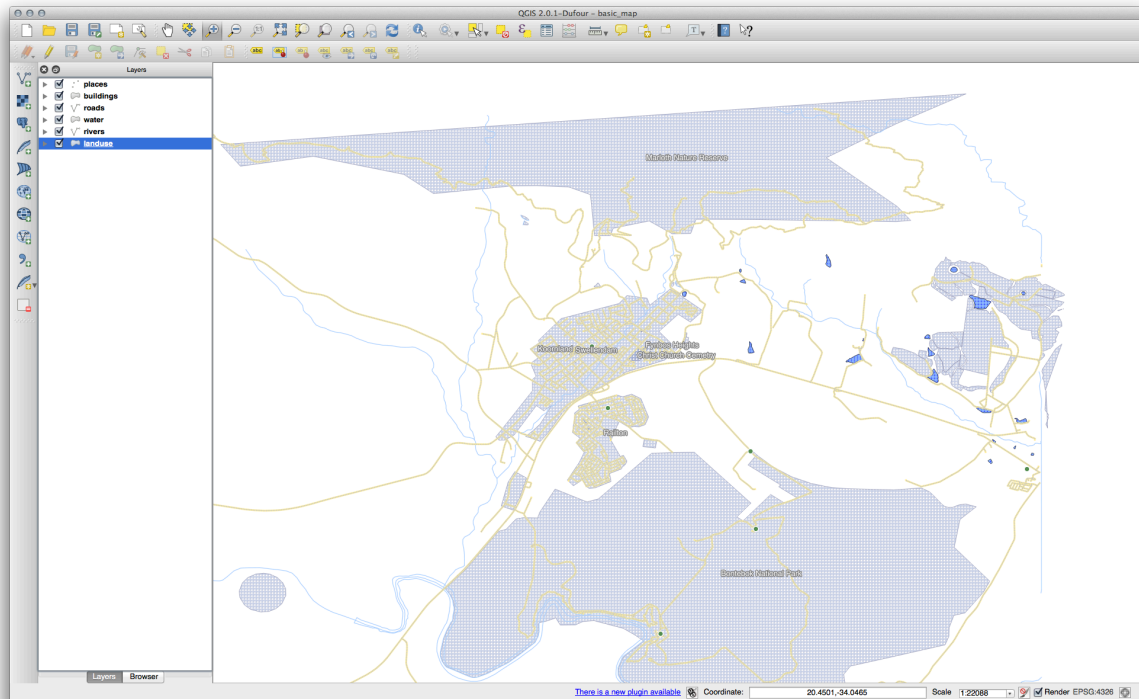 QGIS 2.0.1-Dufour – basic_map
Layers
places
buildings
roads
water
rivers
landuse
Marloth Nature Reserve
Koornland Swellendam
Fynbos Heights
Christ Church Cemetry
Railton
Bontebok National Park
Layers Browser
There is a new plugin available Coordinate: 20.4501,-34.0465 Scale 1:22088 Render EPSG:4326